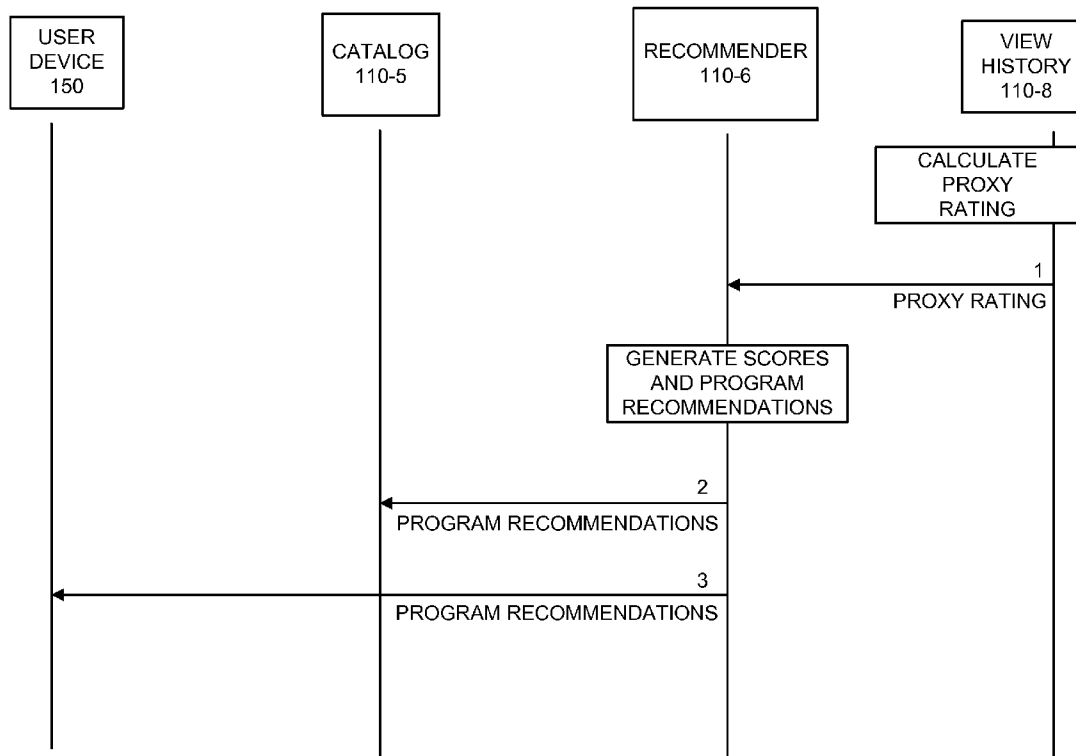 USER
DEVICE
150
CATALOG
110-5
RECOMMENDER
110-6
VIEW
HISTORY
110-8
CALCULATE
PROXY
RATING
1
PROXY RATING
GENERATE SCORES
AND PROGRAM
RECOMMENDATIONS
2
PROGRAM RECOMMENDATIONS
3
PROGRAM RECOMMENDATIONS